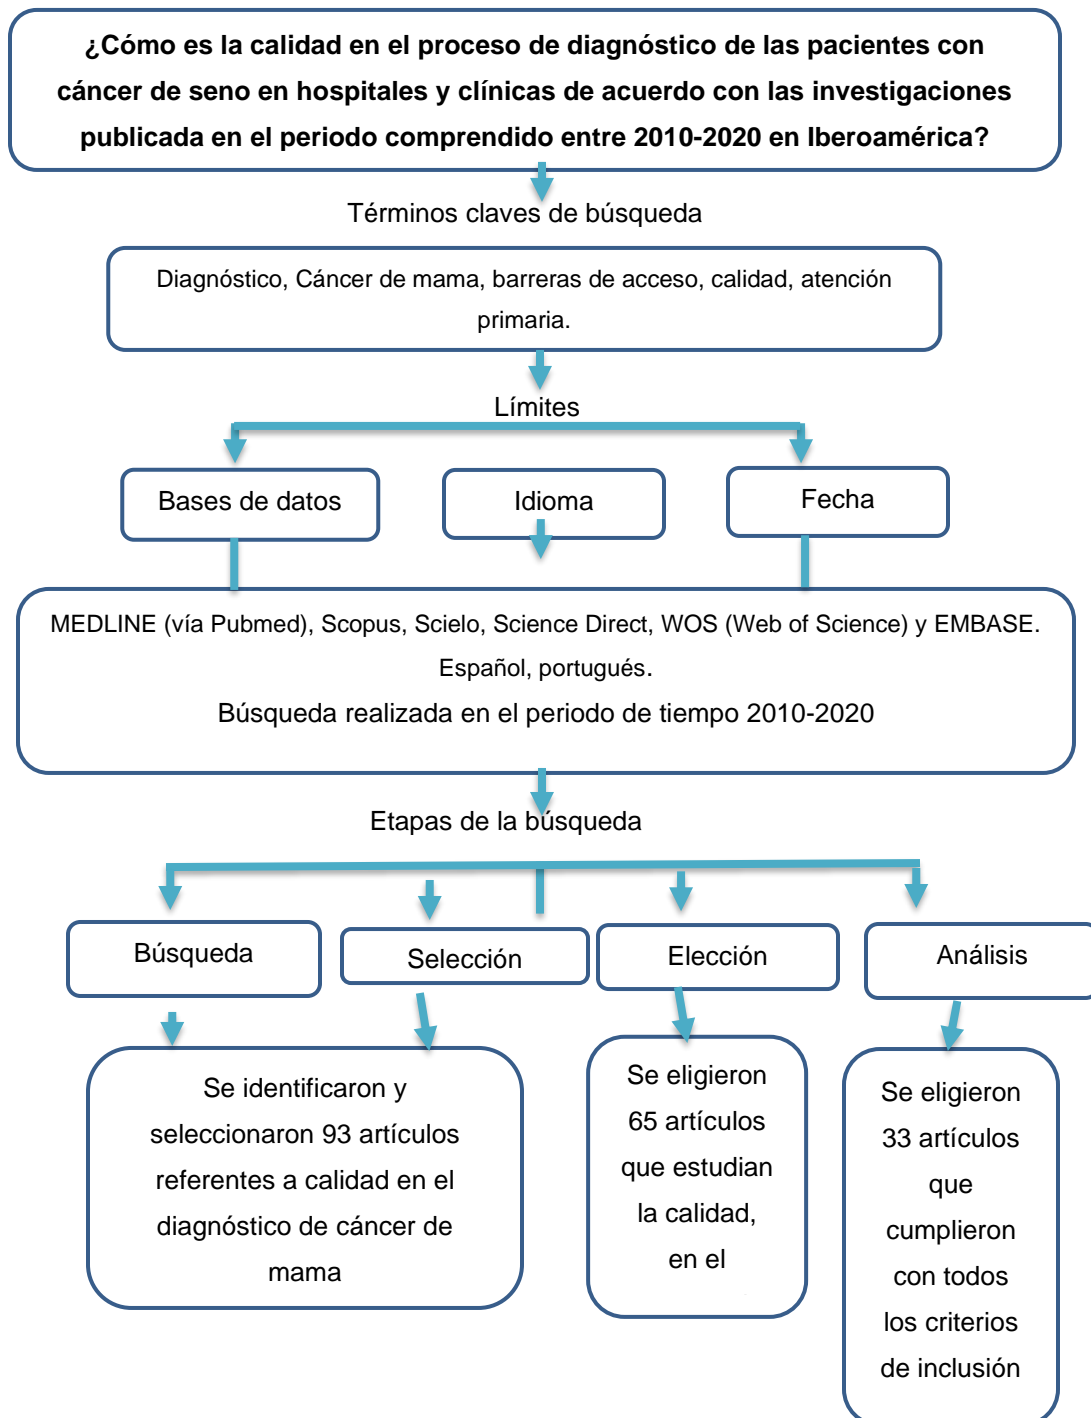 ¿Cómo es la calidad en el proceso de diagnóstico de las pacientes con
cáncer de seno en hospitales y clínicas de acuerdo con las investigaciones
publicada en el periodo comprendido entre 2010-2020 en Iberoamérica?
Términos claves de búsqueda
Diagnóstico, Cáncer de mama, barreras de acceso, calidad, atención
primaria.
Límites
Bases de datos
Idioma
Fecha
MEDLINE (vía Pubmed), Scopus, Scielo, Science Direct, WOS (Web of Science) y EMBASE.
Español, portugués.
Búsqueda realizada en el periodo de tiempo 2010-2020
Etapas de la búsqueda
Búsqueda
Selección
Elección
Análisis
Se identificaron y
seleccionaron 93 artículos
referentes a calidad en el
diagnóstico de cáncer de
mama
Se eligieron
65 artículos
que estudian
la calidad,
en el
Se eligieron
33 artículos
que
cumplieron
con todos
los criterios
de inclusión